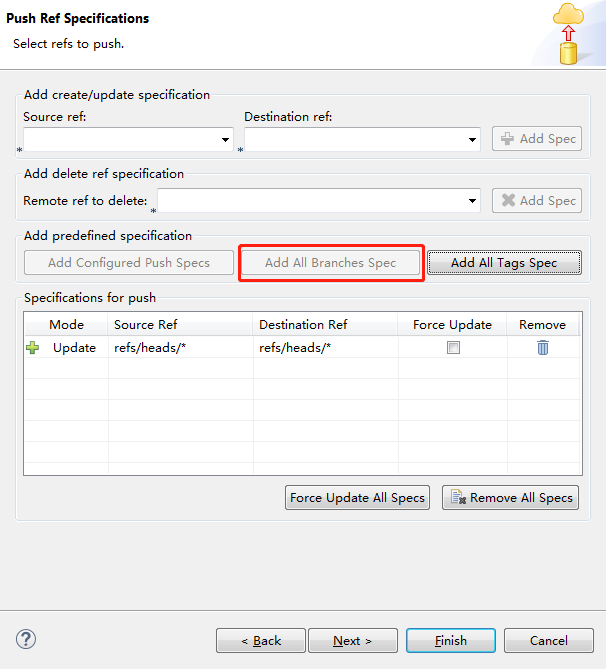 Push Ref Specifications
Select refs to push.
Add create/update specification
Source ref:
Destination ref:
*
*
Add Spec
Add delete ref specification
Remote ref to delete:
*
Add Spec
Add predefined specification
Add Configured Push Specs
Add All Branches Spec
Add All Tags Spec
Specifications for push
Mode Source Ref Destination Ref Force Update Remove
Update refs/heads/* refs/heads/*
Force Update All Specs
Remove All Specs
?
< Back
Next >
Finish
Cancel